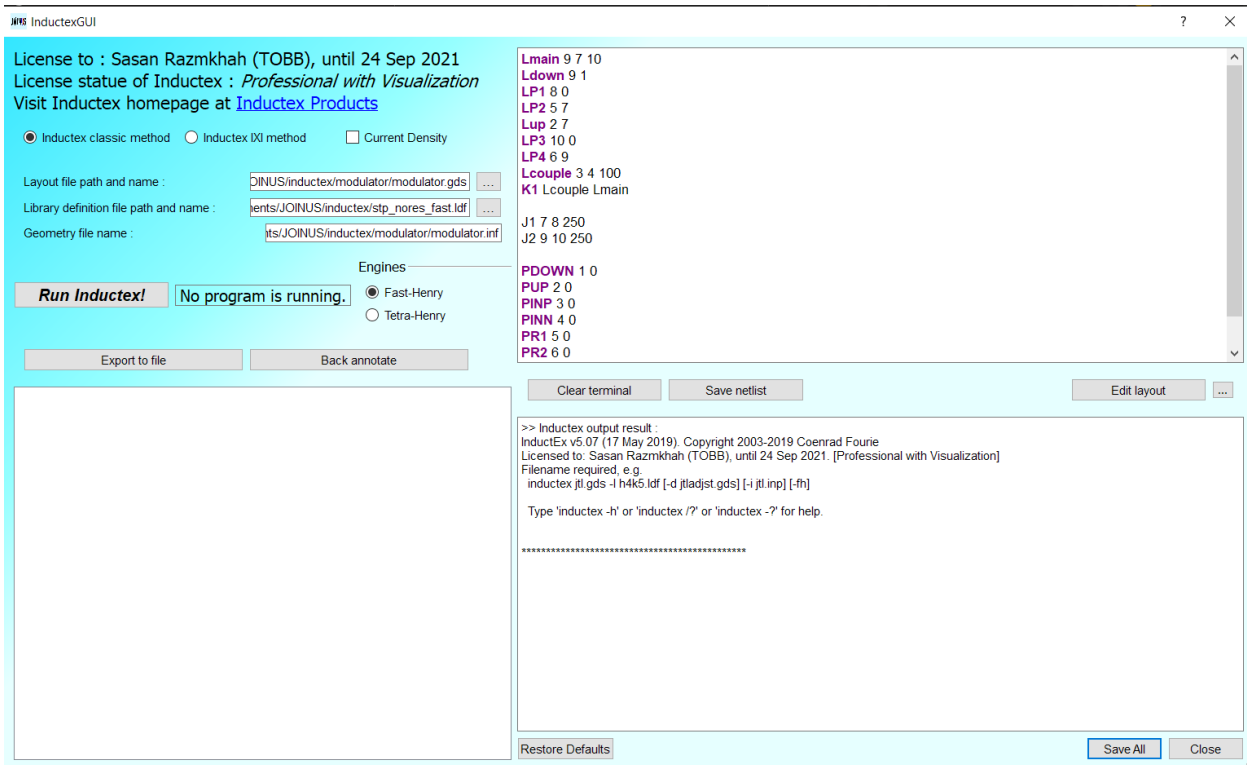 JOINUS InductexGUI
? ×
License to : Sasan Razmkhah (TOBB), until 24 Sep 2021
License statue of Inductex : Professional with Visualization
Visit Inductex homepage at Inductex Products
Inductex classic method Inductex IXI method Current Density
Layout file path and name : OINUS/inductex/modulator/modulator.gds ...
Library definition file path and name : ents/JOINUS/inductex/stp_nores_fast.ldf ...
Geometry file name : its/JOINUS/inductex/modulator/modulator.inf
Engines
Run Inductex! No program is running. Fast-Henry
Tetra-Henry
Export to file Back annotate
Lmain 9 7 10
Ldown 9 1
LP1 8 0
LP2 5 7
Lup 2 7
LP3 10 0
LP4 6 9
Lcouple 3 4 100
K1 Lcouple Lmain
J1 7 8 250
J2 9 10 250
PDOWN 1 0
PUP 2 0
PINP 3 0
PINN 4 0
PR1 5 0
PR2 6 0
Clear terminal Save netlist Edit layout ...
>> Inductex output result :
InductEx v5.07 (17 May 2019). Copyright 2003-2019 Coenrad Fourie
Licensed to: Sasan Razmkhah (TOBB), until 24 Sep 2021. [Professional with Visualization]
Filename required, e.g.
inductex jtl.gds -l h4k5.ldf [-d jtladjst.gds] [-i jtl.inp] [-fh]
Type 'inductex -h' or 'inductex /?' or 'inductex -?' for help.
**********************************************
Restore Defaults Save All Close